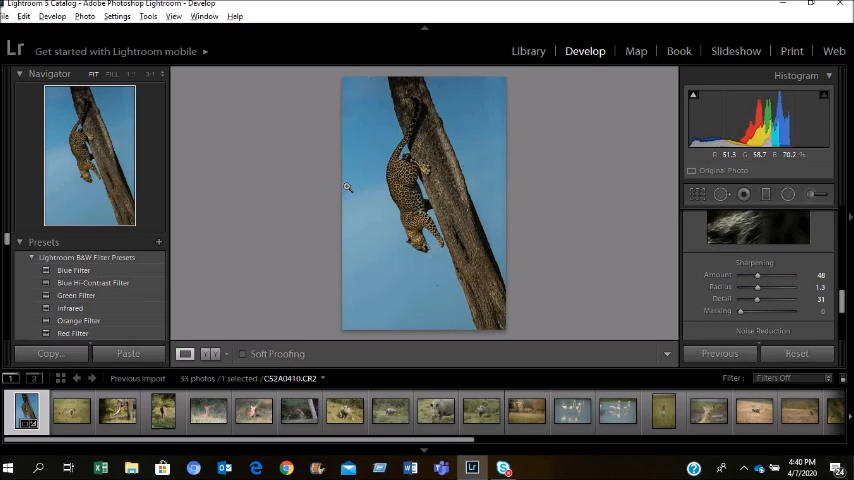 Lightroom 5 Catalog - Adobe Photoshop Lightroom - Develop
ile Edit Develop Photo Settings Tools View Window Help
Lr Get started with Lightroom mobile
Library Develop Map Book Slideshow Print Web
Navigator FIT FILL 1:1 3:1
Histogram
R 51.3 G 58.7 B 70.2 %
Original Photo
Presets +
Lightroom B&W Filter Presets
Blue Filter
Blue Hi-Contrast Filter
Green Filter
Infrared
Orange Filter
Red Filter
Sharpening
Amount 48
Radius 1.3
Detail 31
Masking 0
Noise Reduction
Copy... Paste
Y Y Soft Proofing
Previous Reset
1 2 Previous Import 33 photos / 1 selected / C52A0410.CR2 Filter : Filters Off
4:40 PM
4/7/2020
24